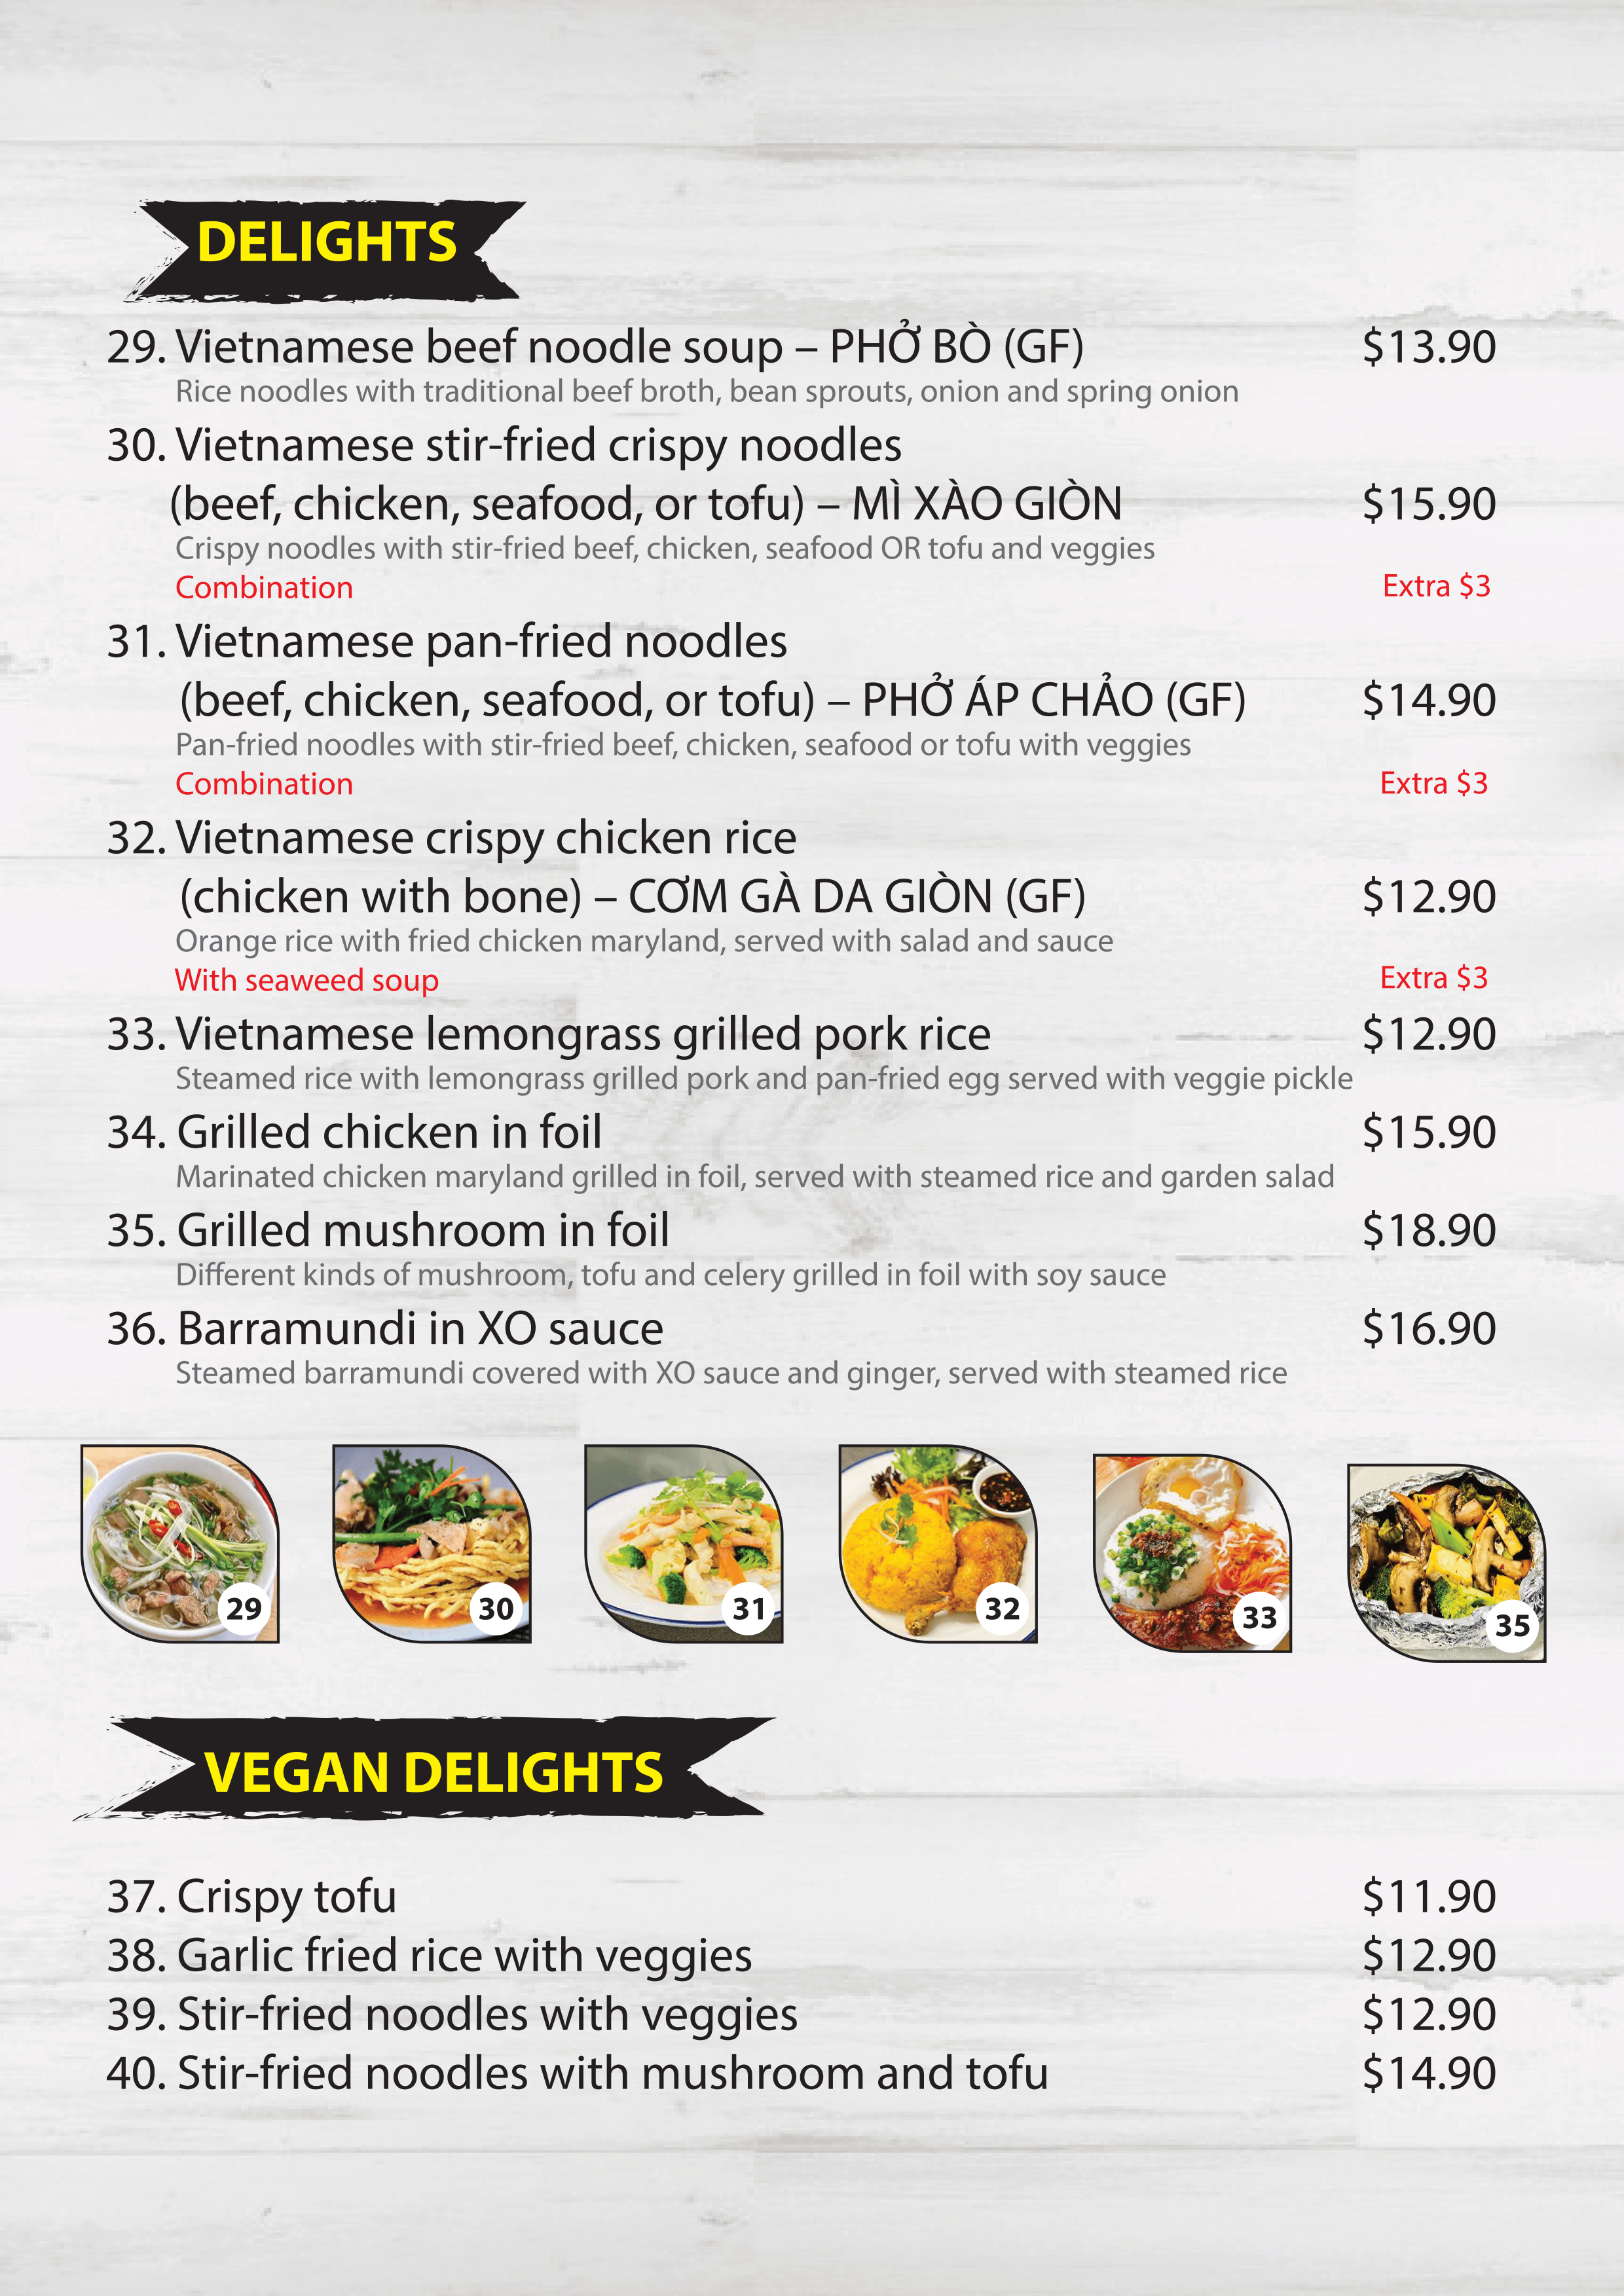 DELIGHTS
29. Vietnamese beef noodle soup – PHỞ BÒ (GF) $13.90
Rice noodles with traditional beef broth, bean sprouts, onion and spring onion
30. Vietnamese stir-fried crispy noodles
(beef, chicken, seafood, or tofu) – MÌ XÀO GIÒN $15.90
Crispy noodles with stir-fried beef, chicken, seafood OR tofu and veggies
Combination Extra $3
31. Vietnamese pan-fried noodles
(beef, chicken, seafood, or tofu) – PHỞ ÁP CHẢO (GF) $14.90
Pan-fried noodles with stir-fried beef, chicken, seafood or tofu with veggies
Combination Extra $3
32. Vietnamese crispy chicken rice
(chicken with bone) – CƠM GÀ DA GIÒN (GF) $12.90
Orange rice with fried chicken maryland, served with salad and sauce
With seaweed soup Extra $3
33. Vietnamese lemongrass grilled pork rice $12.90
Steamed rice with lemongrass grilled pork and pan-fried egg served with veggie pickle
34. Grilled chicken in foil $15.90
Marinated chicken maryland grilled in foil, served with steamed rice and garden salad
35. Grilled mushroom in foil $18.90
Different kinds of mushroom, tofu and celery grilled in foil with soy sauce
36. Barramundi in XO sauce $16.90
Steamed barramundi covered with XO sauce and ginger, served with steamed rice
29 30 31 32 33 35
VEGAN DELIGHTS
37. Crispy tofu $11.90
38. Garlic fried rice with veggies $12.90
39. Stir-fried noodles with veggies $12.90
40. Stir-fried noodles with mushroom and tofu $14.90